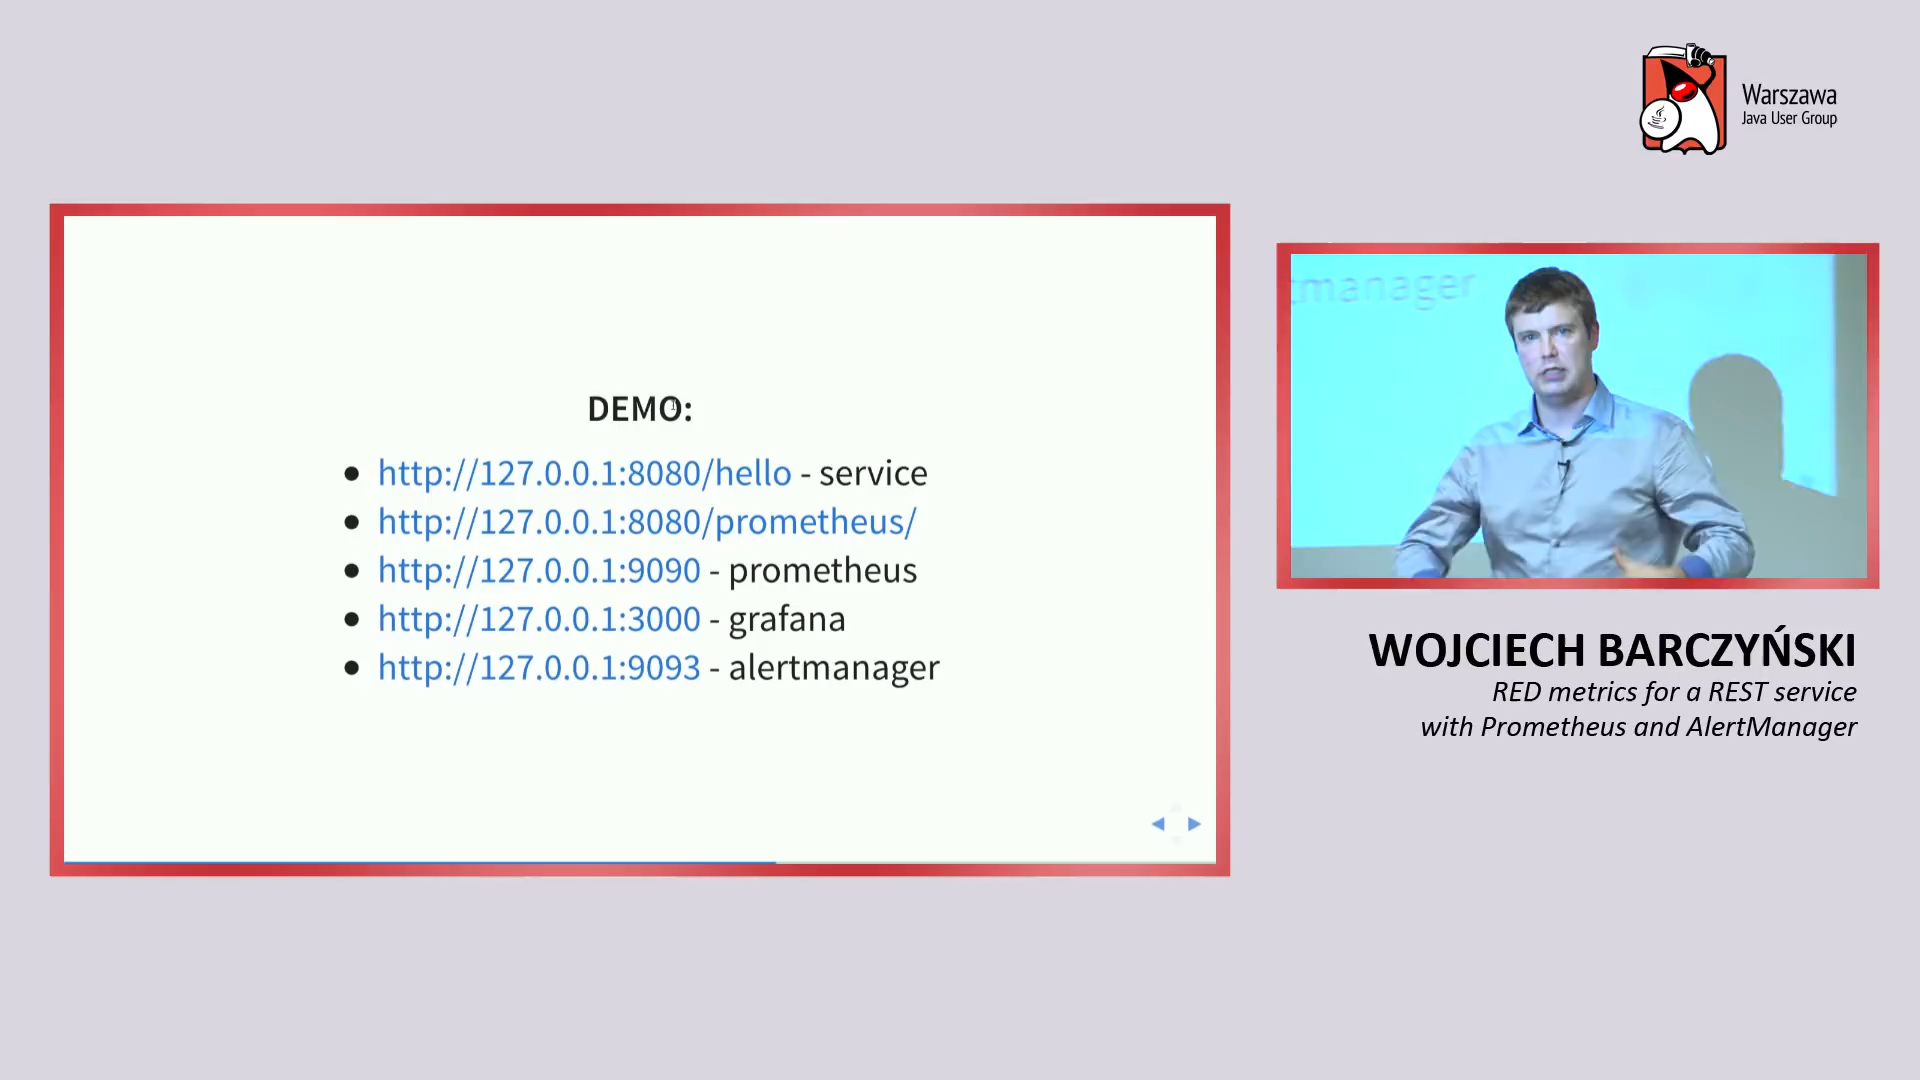 Warszawa
Java User Group
DEMO:
http://127.0.0.1:8080/hello - service
http://127.0.0.1:8080/prometheus/
http://127.0.0.1:9090 - prometheus
http://127.0.0.1:3000 - grafana
http://127.0.0.1:9093 - alertmanager
tmanager
WOJCIECH BARCZYŃSKI
RED metrics for a REST service
with Prometheus and AlertManager